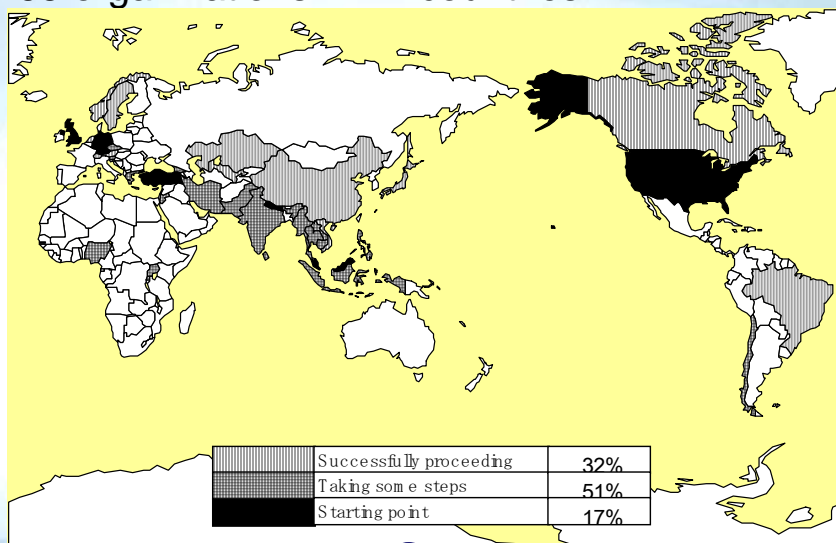 Successfully proceeding 32%
Taking some steps 51%
Starting point 17%